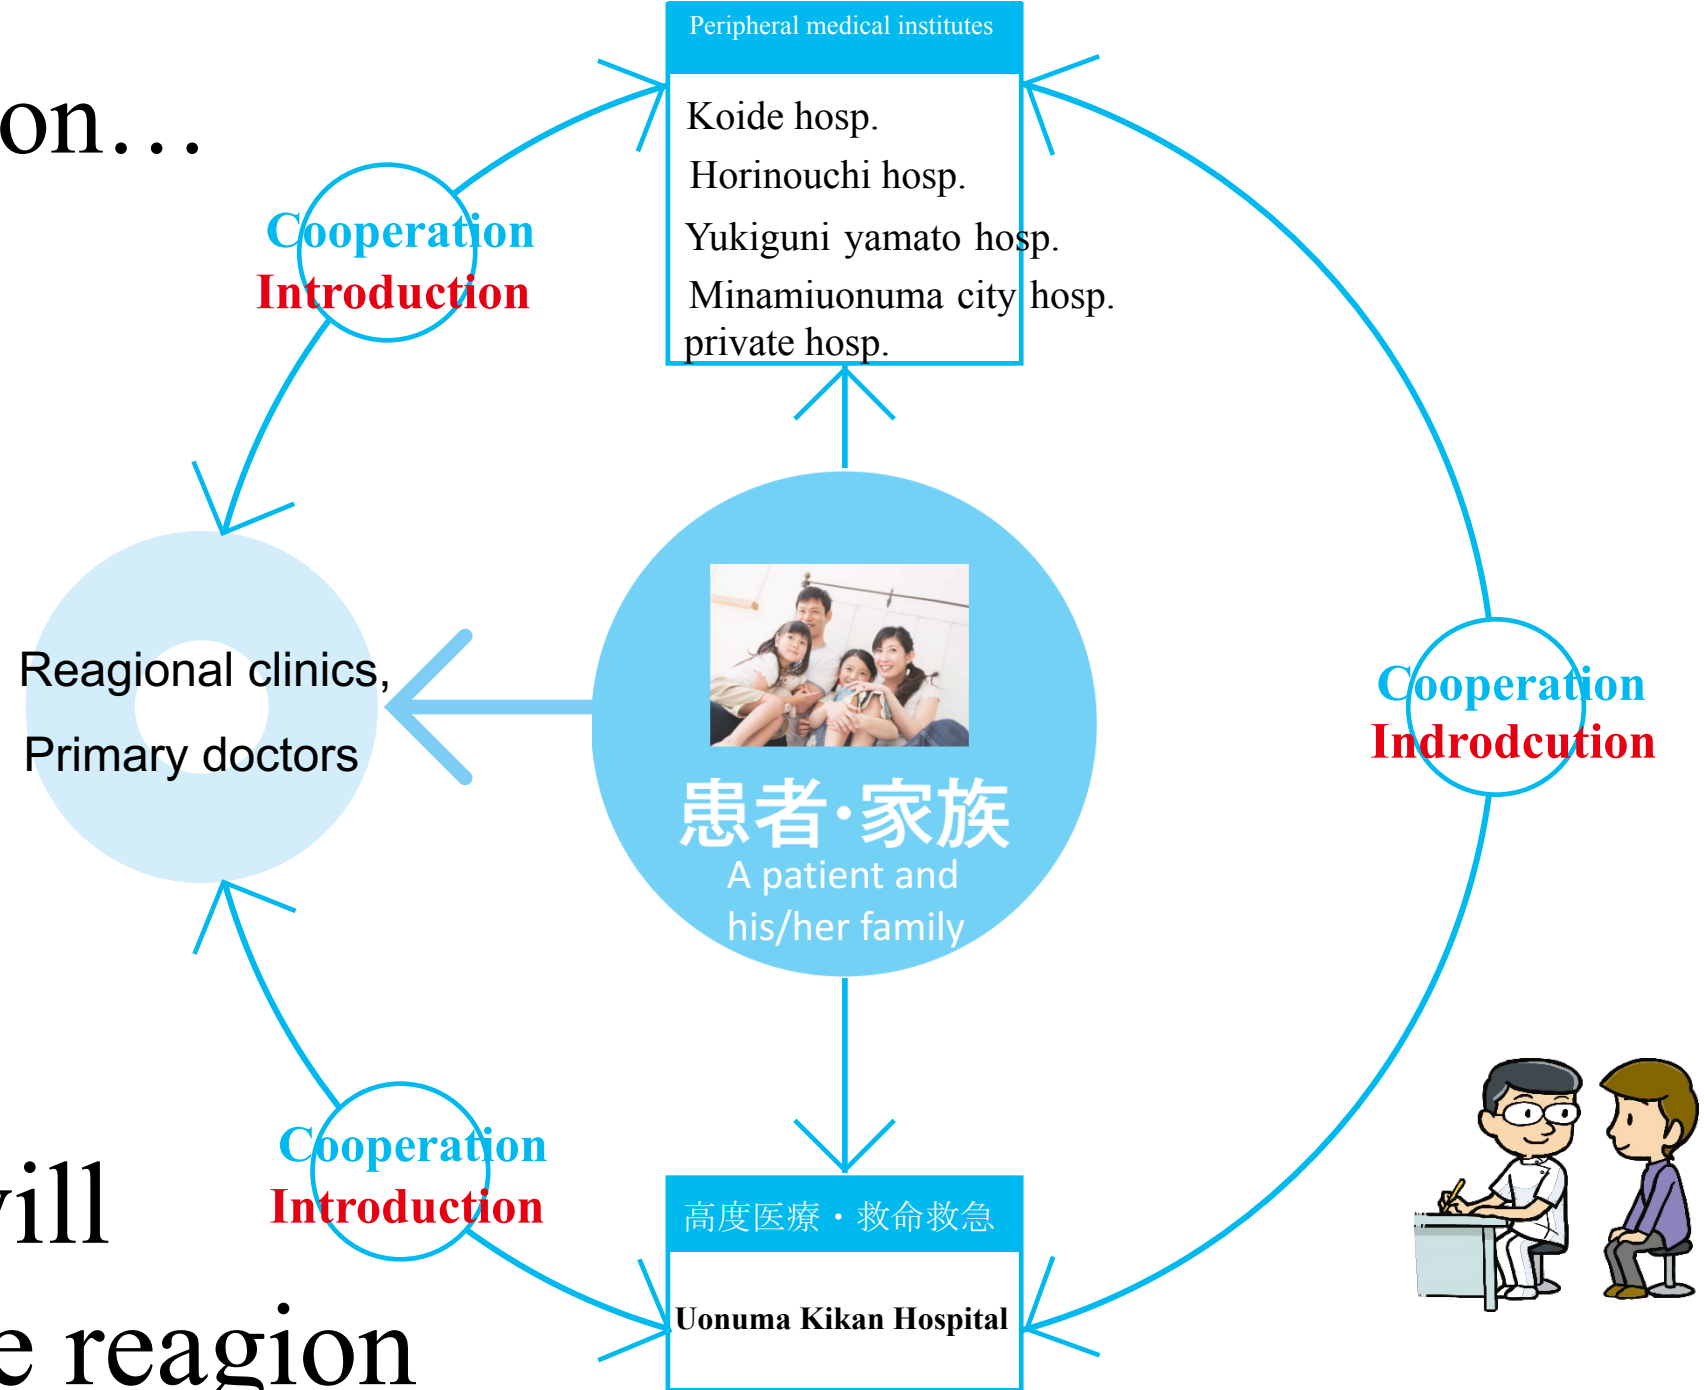 Peripheral medical institutes
on…
Koide hosp.
Horinouchi hosp.
Yukiguni yamato hosp.
Minamiuonuma city hosp.
private hosp.
Cooperation
Introduction
Reagional clinics,
Primary doctors
患者・家族
A patient and
his/her family
Cooperation
Indrodcution
Cooperation
Introduction
高度医療・救命救急
Uonuma Kikan Hospital
will
e reagion